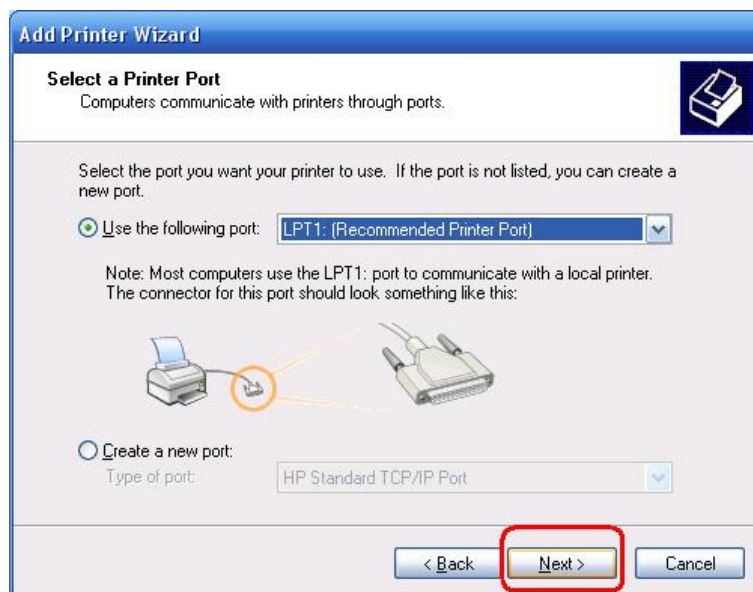 Add Printer Wizard
Select a Printer Port
Computers communicate with printers through ports.
Select the port you want your printer to use. If the port is not listed, you can create a
new port.
Use the following port: LPT1: (Recommended Printer Port)
Note: Most computers use the LPT1: port to communicate with a local printer.
The connector for this port should look something like this:
Create a new port:
Type of port: HP Standard TCP/IP Port
< Back Next > Cancel